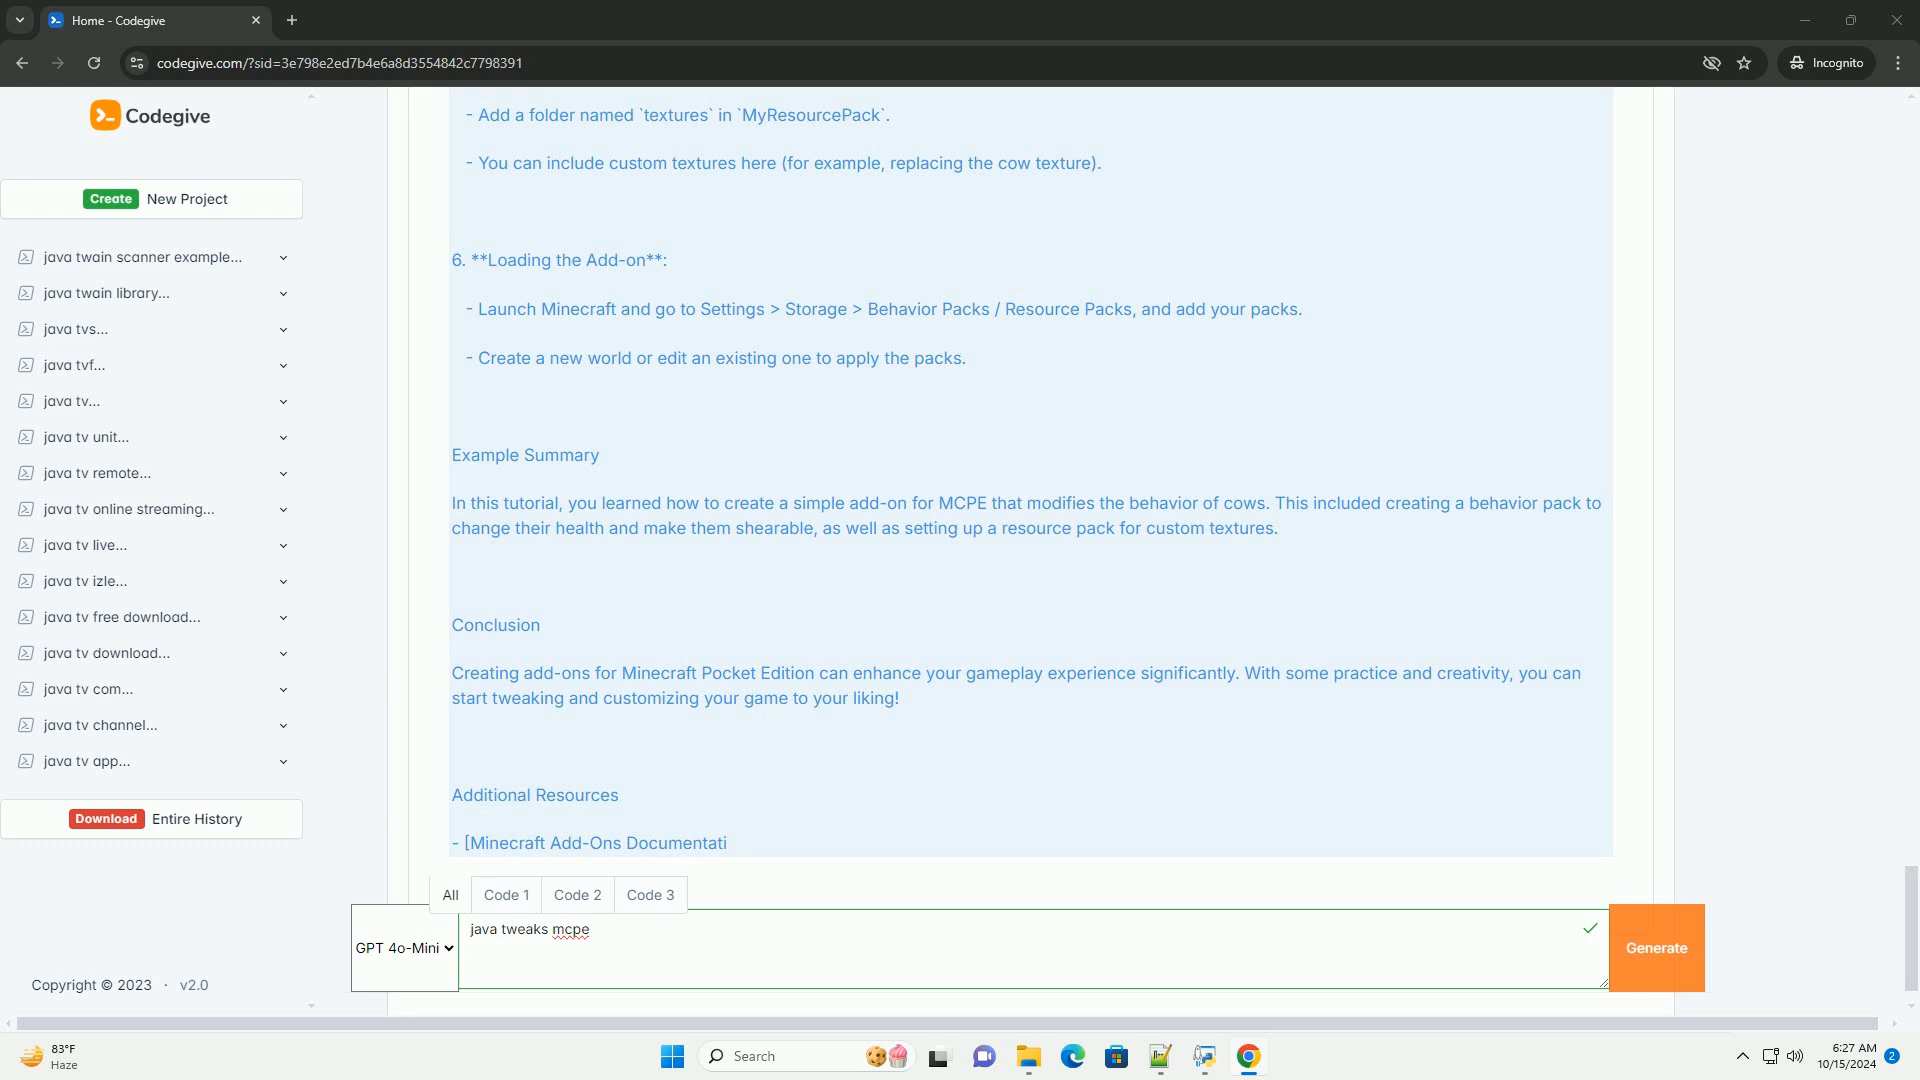 Home - Codegive
codegive.com/?sid=3e798e2ed7b4e6a8d3554842c7798391
Incognito
Codegive
Create New Project
java twain scanner example...
java twain library...
java tvs...
java tvf...
java tv...
java tv unit...
java tv remote...
java tv online streaming...
java tv live...
java tv izle...
java tv free download...
java tv download...
java tv com...
java tv channel...
java tv app...
Download Entire History
Copyright © 2023 · v2.0
- Add a folder named `textures` in `MyResourcePack`.
- You can include custom textures here (for example, replacing the cow texture).
6. **Loading the Add-on**:
- Launch Minecraft and go to Settings > Storage > Behavior Packs / Resource Packs, and add your packs.
- Create a new world or edit an existing one to apply the packs.
Example Summary
In this tutorial, you learned how to create a simple add-on for MCPE that modifies the behavior of cows. This included creating a behavior pack to
change their health and make them shearable, as well as setting up a resource pack for custom textures.
Conclusion
Creating add-ons for Minecraft Pocket Edition can enhance your gameplay experience significantly. With some practice and creativity, you can
start tweaking and customizing your game to your liking!
Additional Resources
- [Minecraft Add-Ons Documentati
All Code 1 Code 2 Code 3
GPT 4o-Mini
java tweaks mcpe
Generate
83°F
Haze
Search
6:27 AM
10/15/2024
2